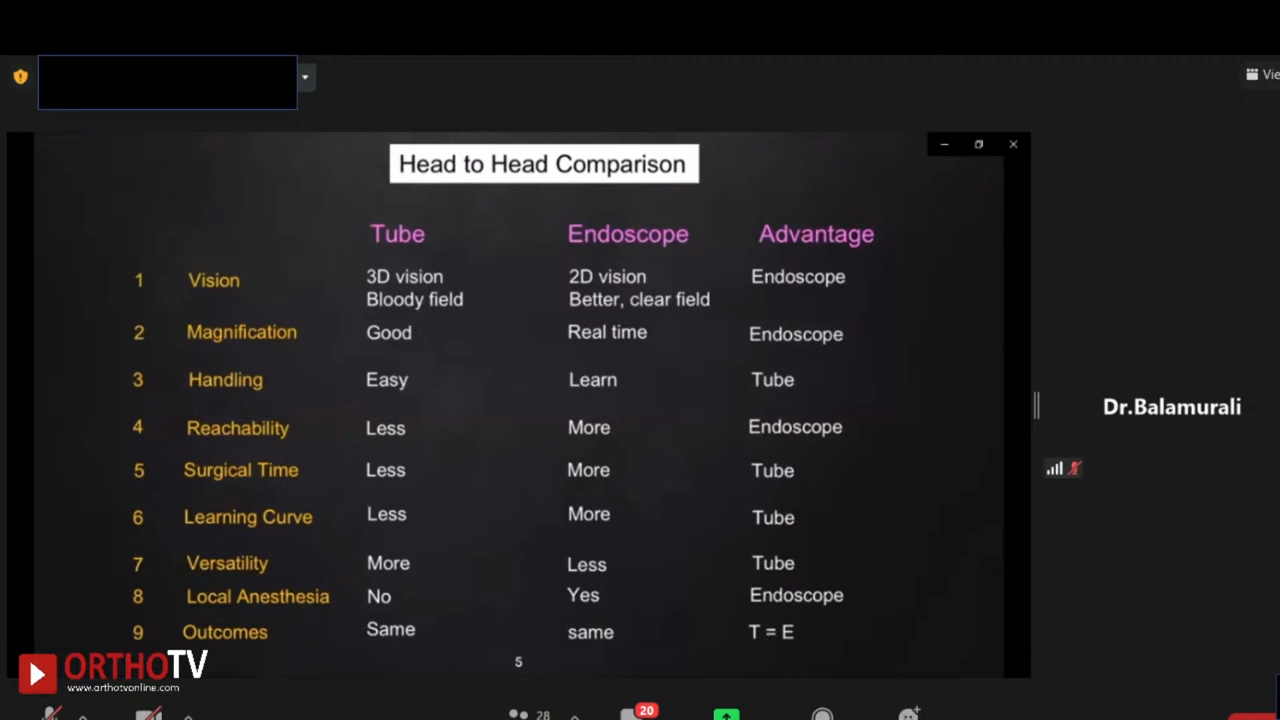 Vie
Head to Head Comparison
Tube Endoscope Advantage
1 Vision 3D vision 2D vision Endoscope
Bloody field Better, clear field
2 Magnification Good Real time Endoscope
3 Handling Easy Learn Tube
4 Reachability Less More Endoscope
5 Surgical Time Less More Tube
6 Learning Curve Less More Tube
7 Versatility More Less Tube
8 Local Anesthesia No Yes Endoscope
9 Outcomes Same same T = E
5
Dr.Balamurali
ORTHOTV
www.orthotvonline.com
28
20